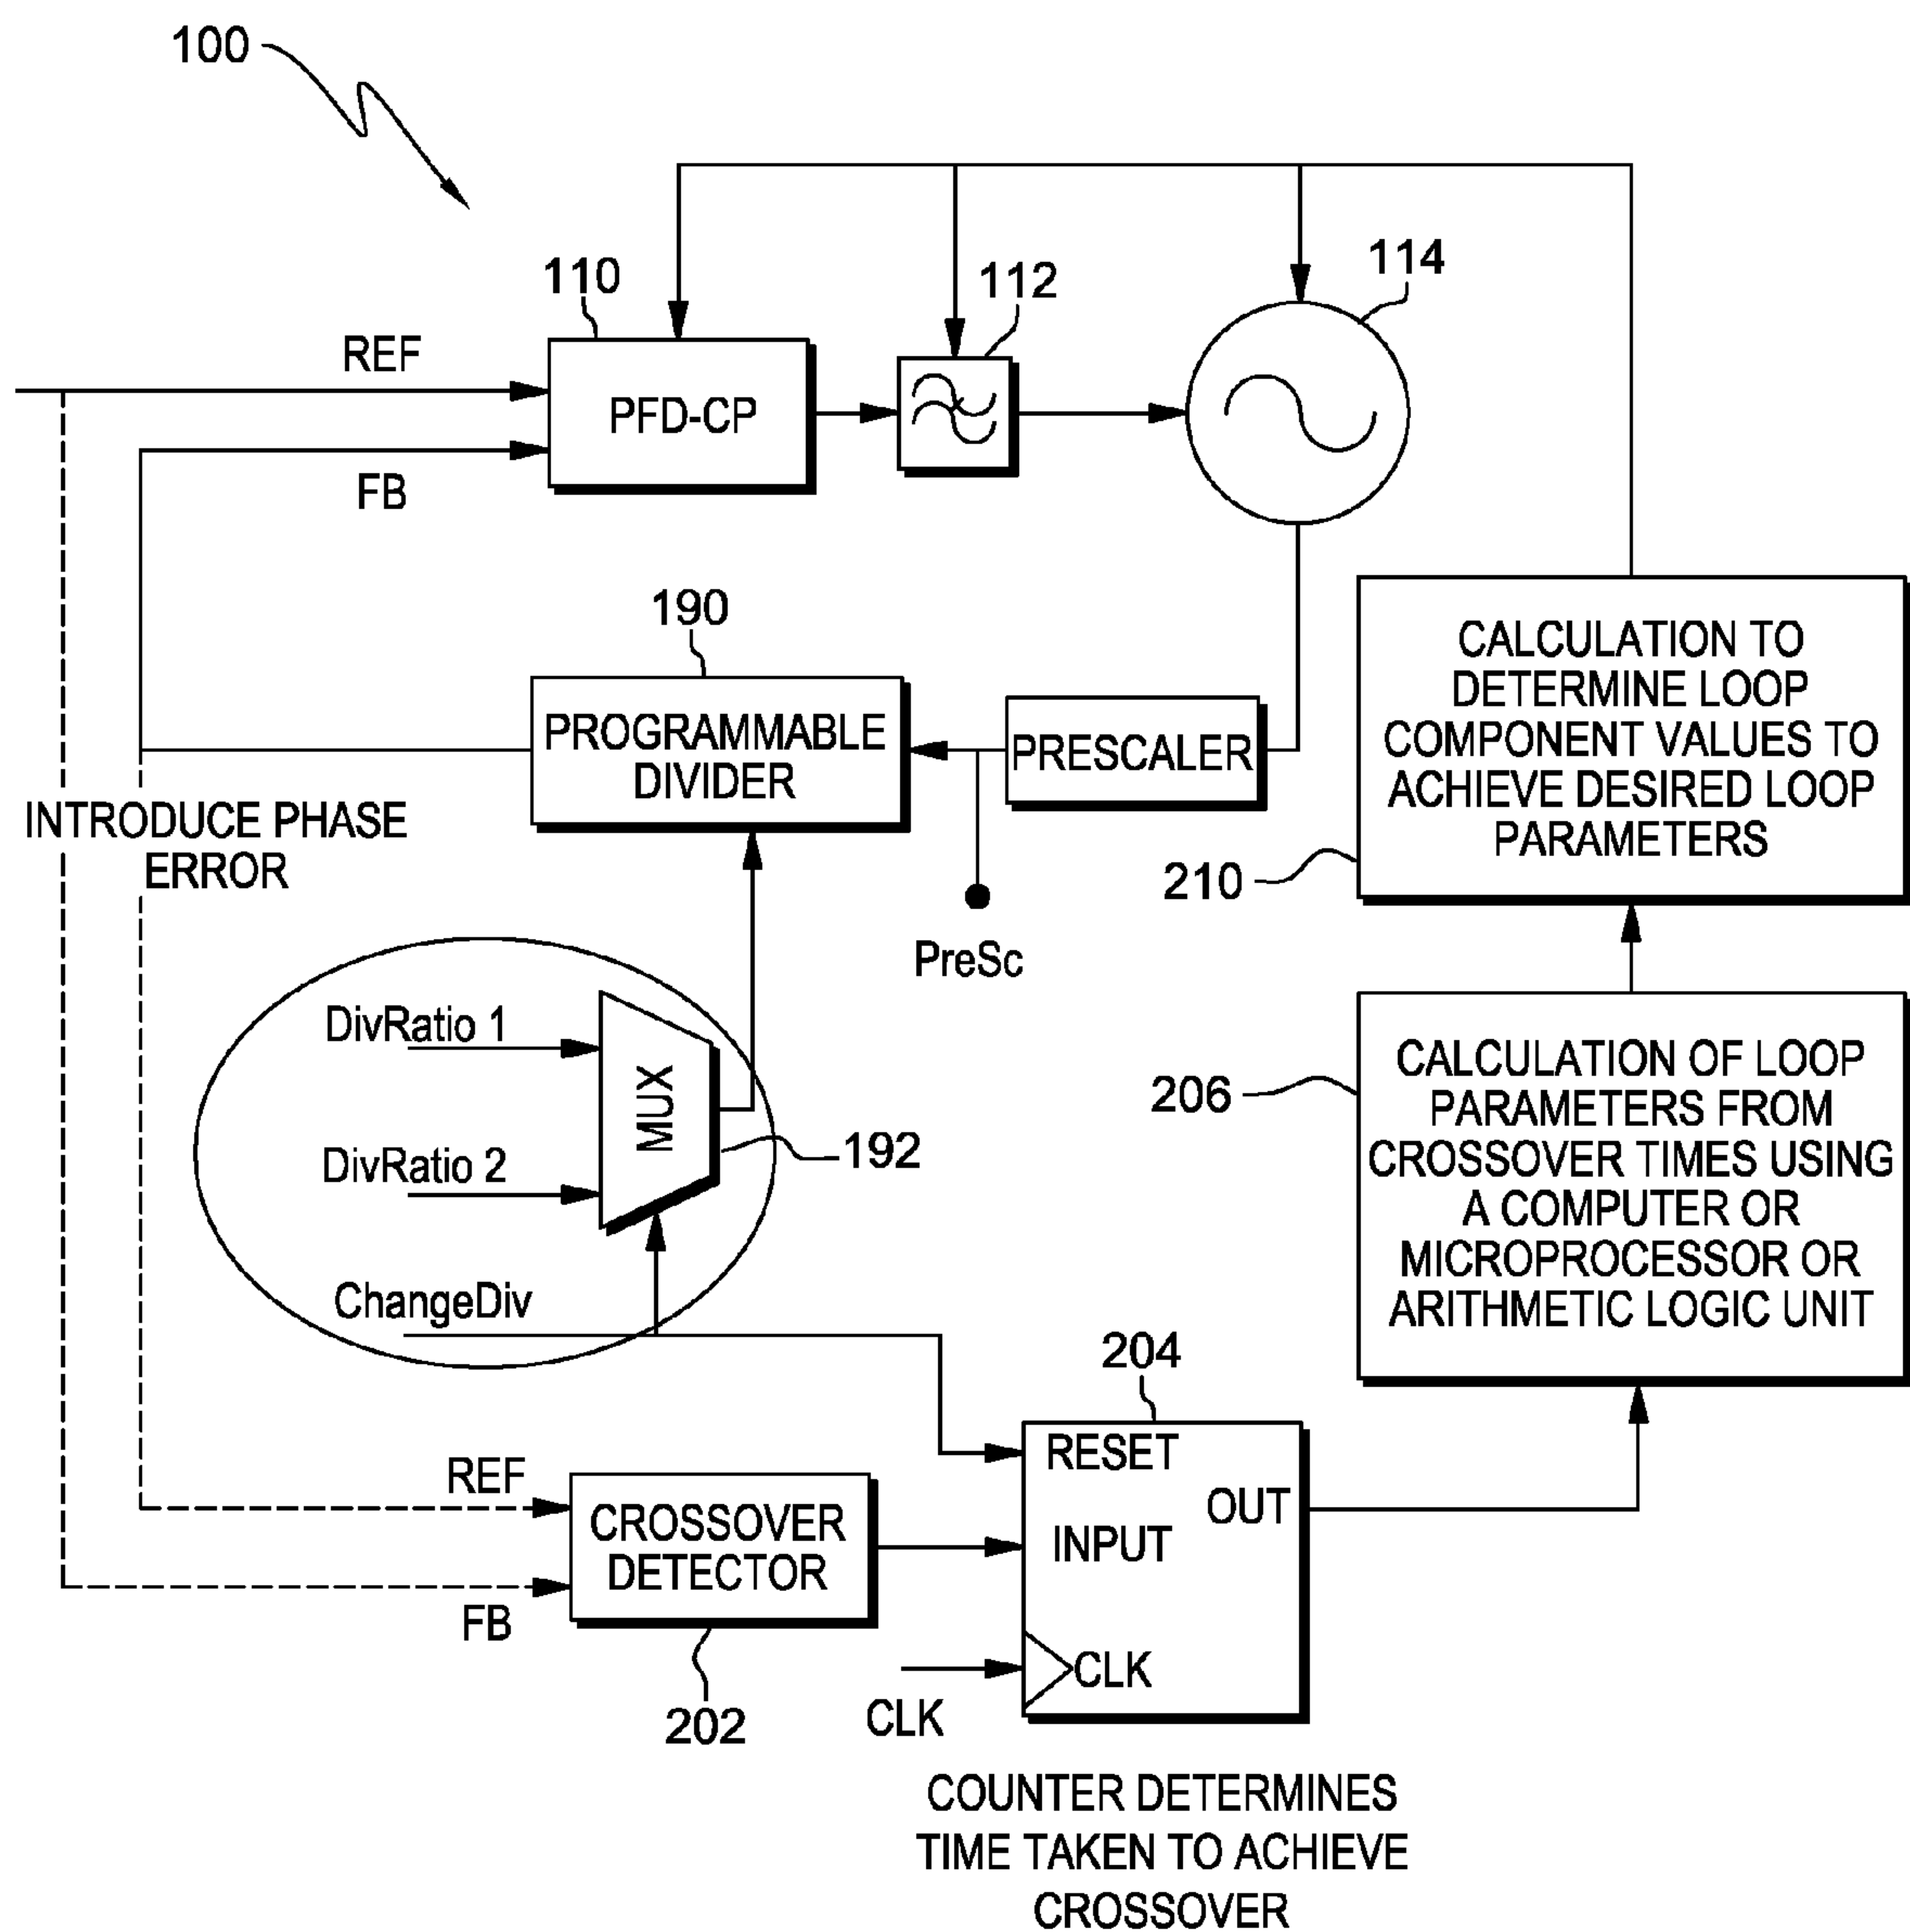 100
110
112
114
REF
PFD-CP
FB
190
PROGRAMMABLE
DIVIDER
PRESCALER
CALCULATION TO
DETERMINE LOOP
COMPONENT VALUES TO
ACHIEVE DESIRED LOOP
PARAMETERS
INTRODUCE PHASE
ERROR
210
PreSc
DivRatio 1
MUX
DivRatio 2
192
ChangeDiv
206
CALCULATION OF LOOP
PARAMETERS FROM
CROSSOVER TIMES USING
A COMPUTER OR
MICROPROCESSOR OR
ARITHMETIC LOGIC UNIT
204
REF
CROSSOVER
DETECTOR
FB
202
RESET
OUT
INPUT
CLK
CLK
COUNTER DETERMINES
TIME TAKEN TO ACHIEVE
CROSSOVER